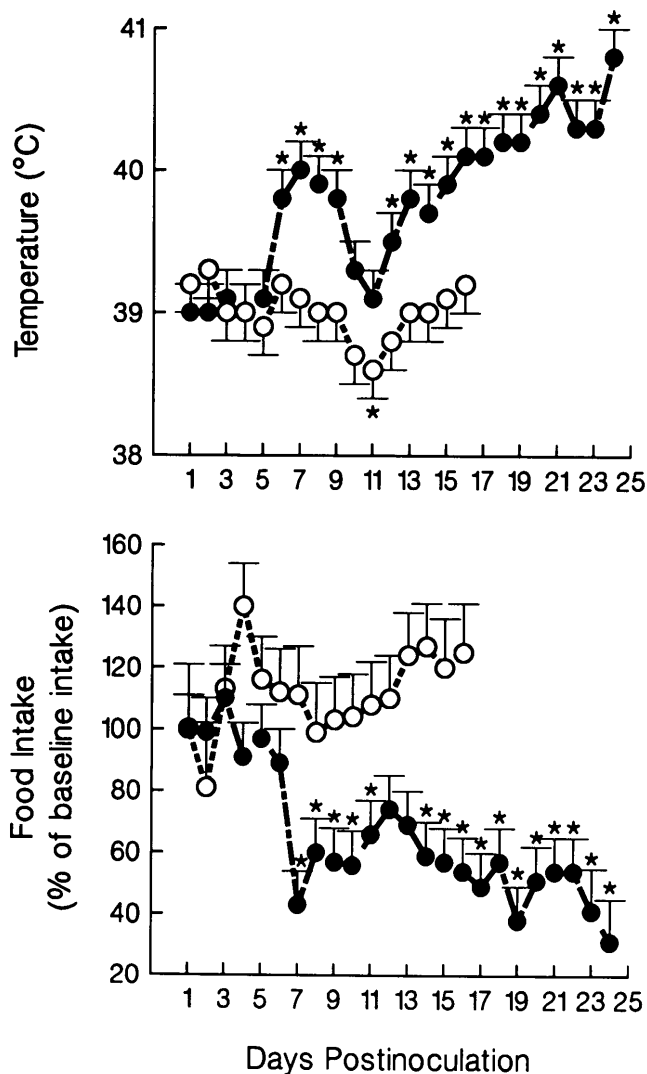 41
40
39
38
Temperature (°C)
* * * * * * * * * * * * * * * * *
*
1 3 5 7 9 11 13 15 17 19 21 23 25
160
140
120
100
80
60
40
20
Food Intake
(% of baseline intake)
* * * * * * * * * * * * * * * *
1 3 5 7 9 11 13 15 17 19 21 23 25
Days Postinoculation